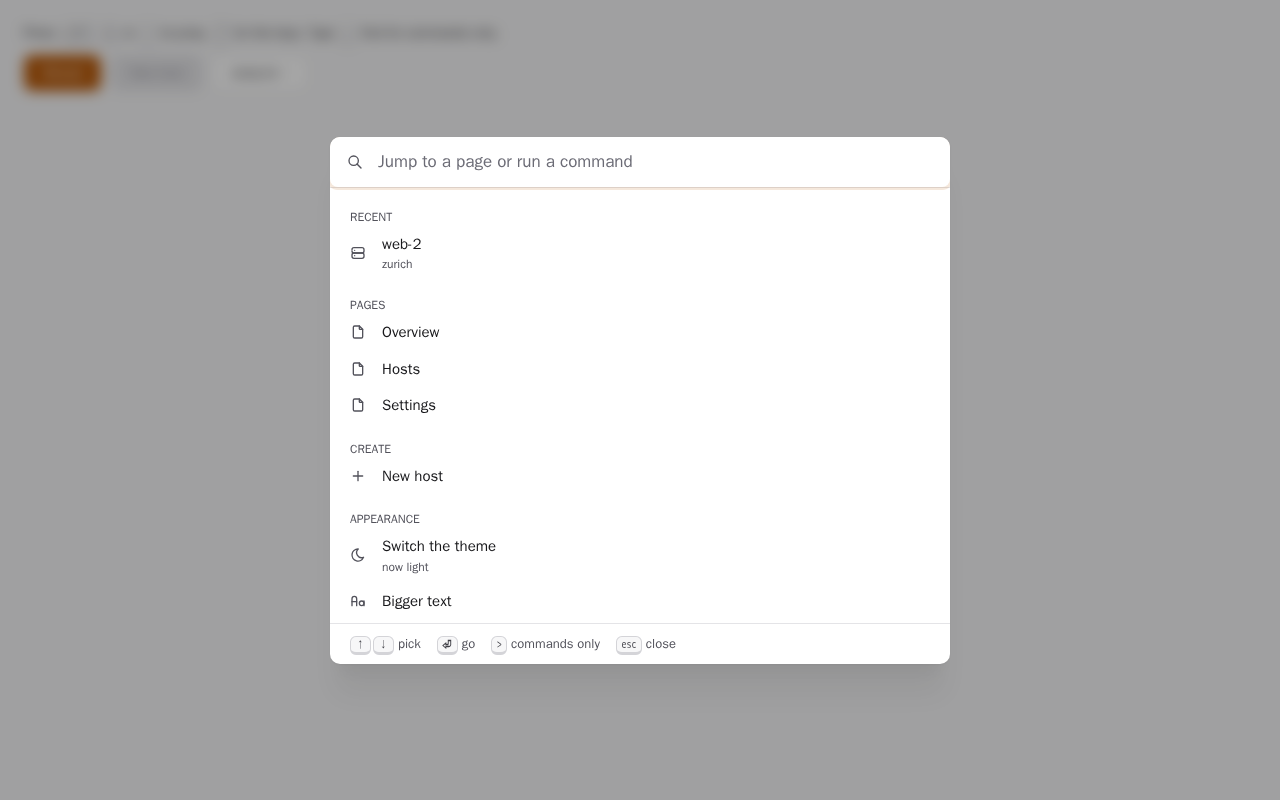 Jump to a page or run a command
RECENT
web-2
zurich
PAGES
Overview
Hosts
Settings
CREATE
New host
APPEARANCE
Switch the theme
now light
Aa Bigger text
↑ ↓ pick ⏎ go > commands only esc close